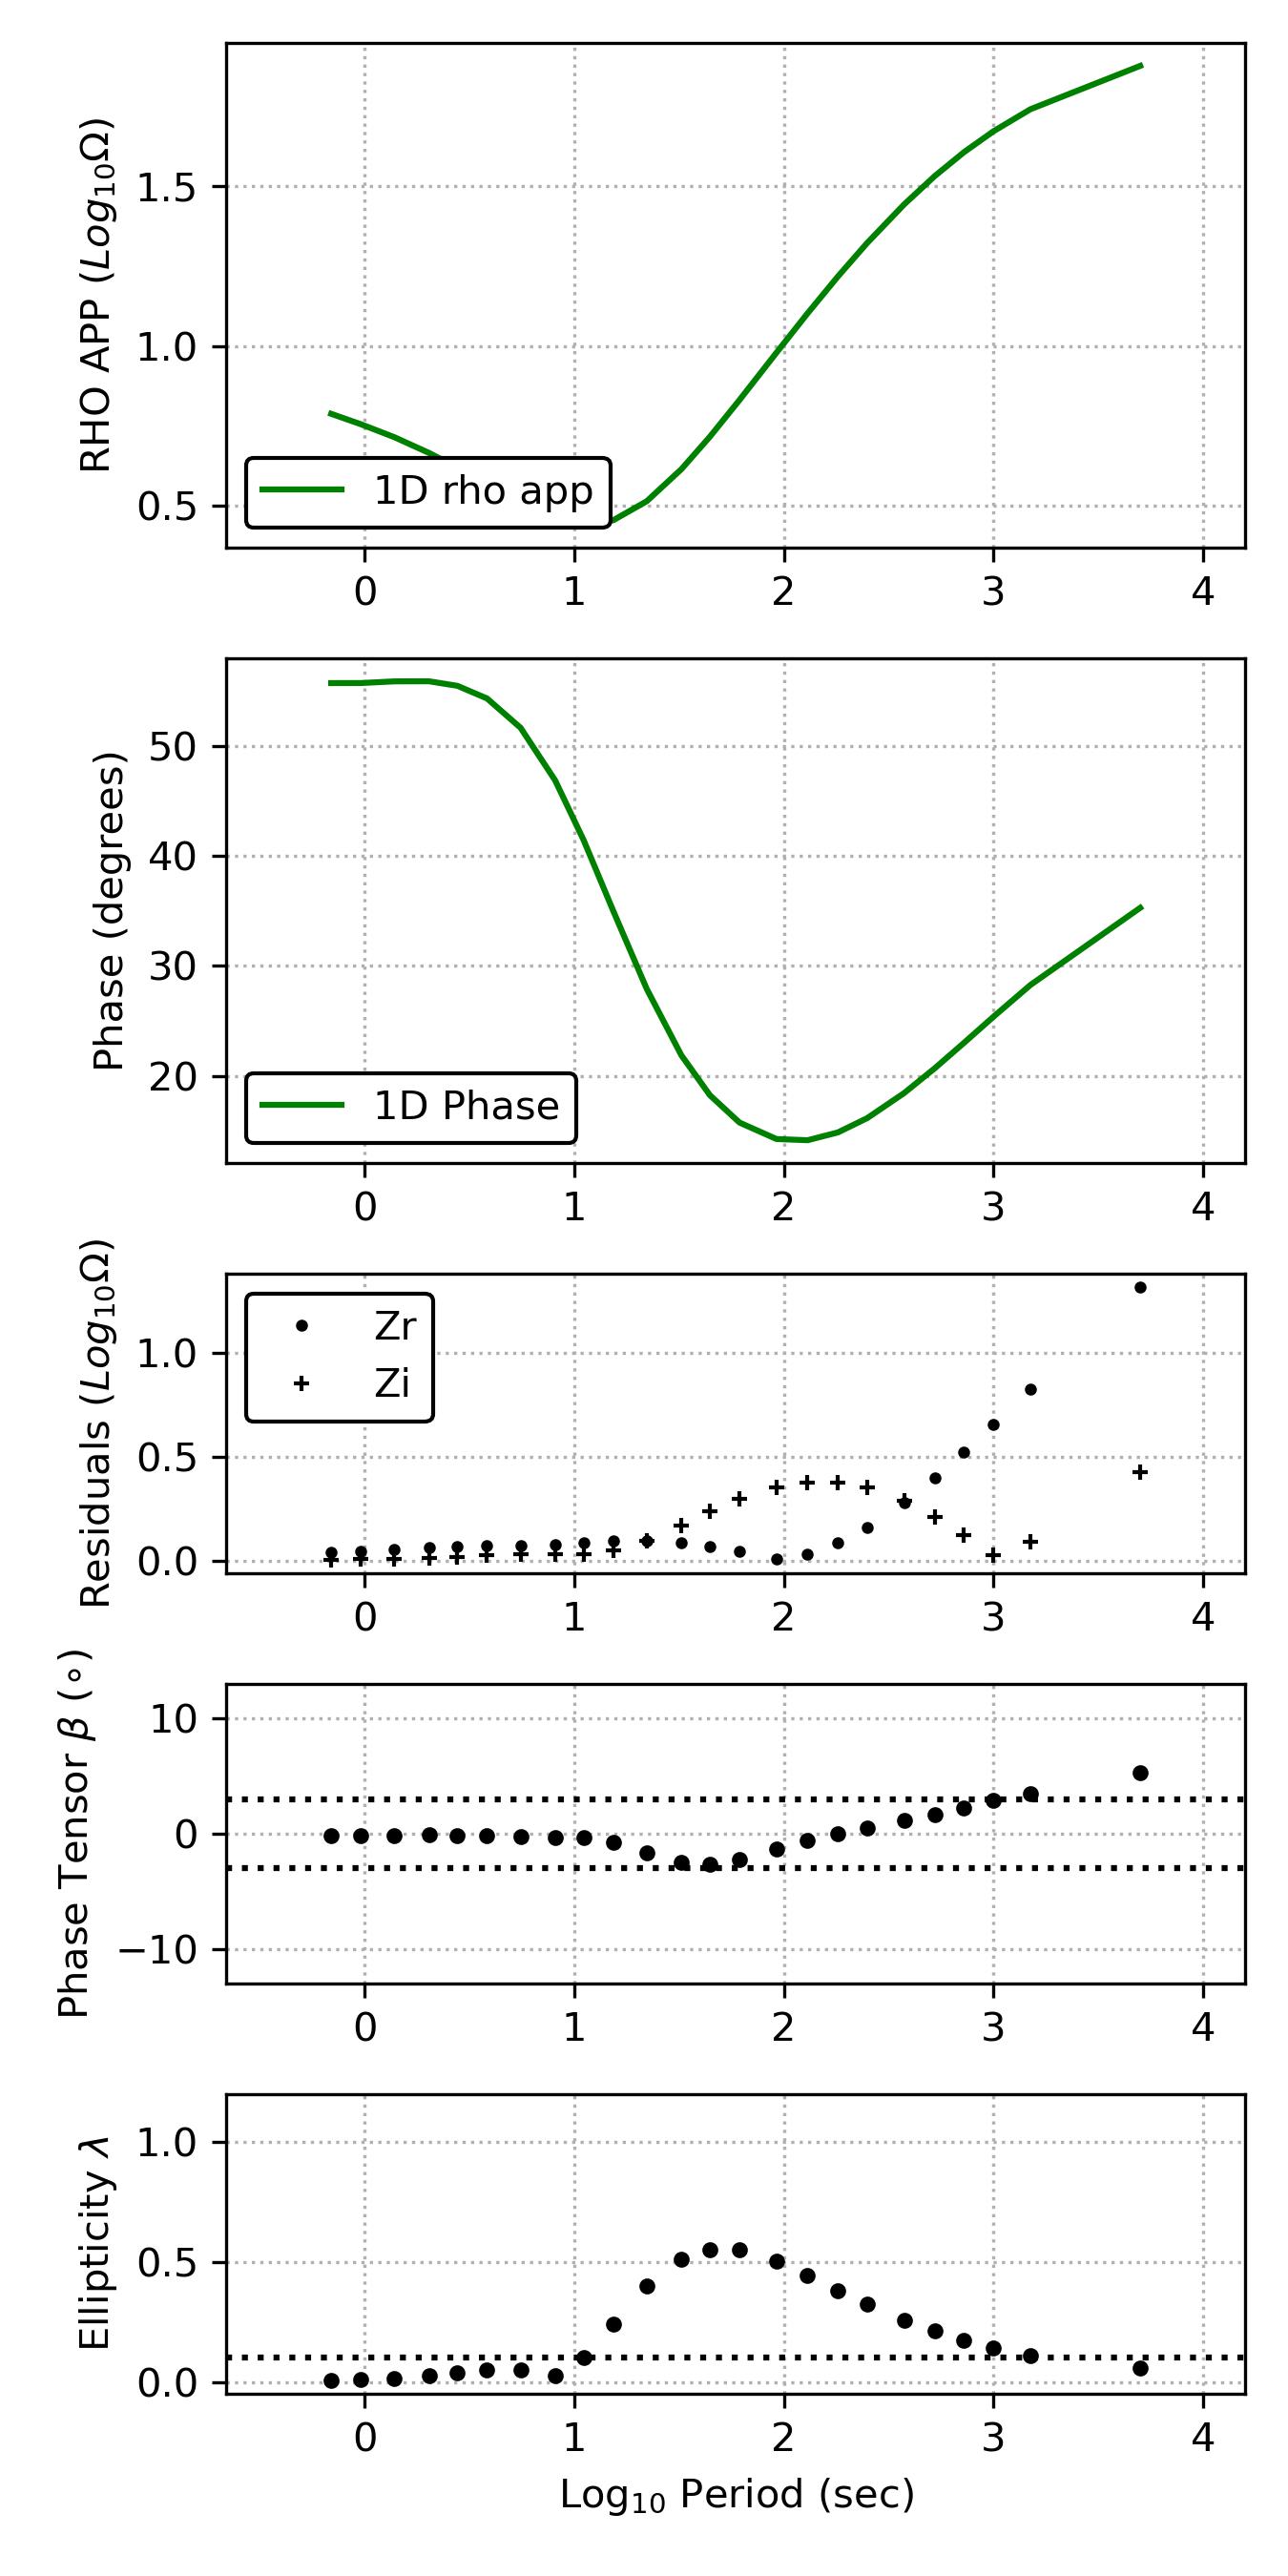 RHO APP (Log₁₀Ω)
1.5
1.0
0.5
1D rho app
0 1 2 3 4
Phase (degrees)
50
40
30
20
1D Phase
0 1 2 3 4
Residuals (Log₁₀Ω)
1.0
0.5
0.0
Zr
Zi
0 1 2 3 4
Phase Tensor β (∘)
10
0
−10
0 1 2 3 4
Ellipticity λ
1.0
0.5
0.0
0 1 2 3 4
Log₁₀ Period (sec)